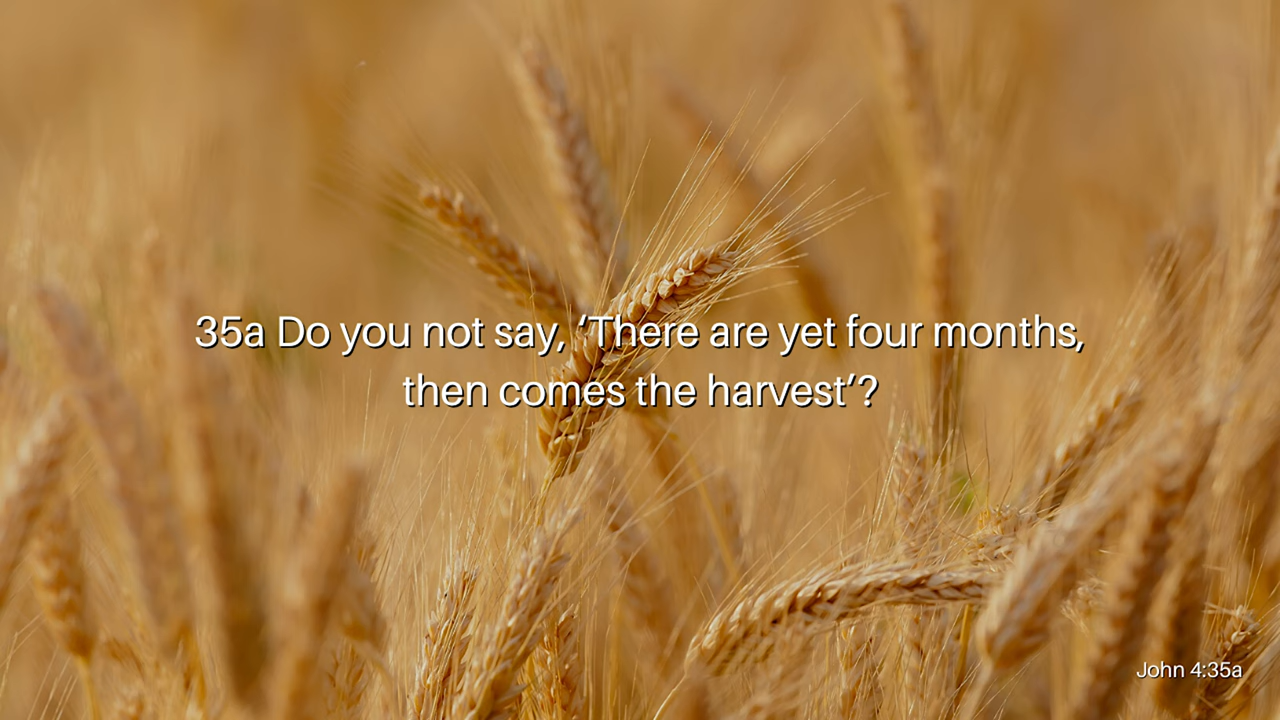 35a Do you not say, ‘There are yet four months,
then comes the harvest’?
John 4:35a